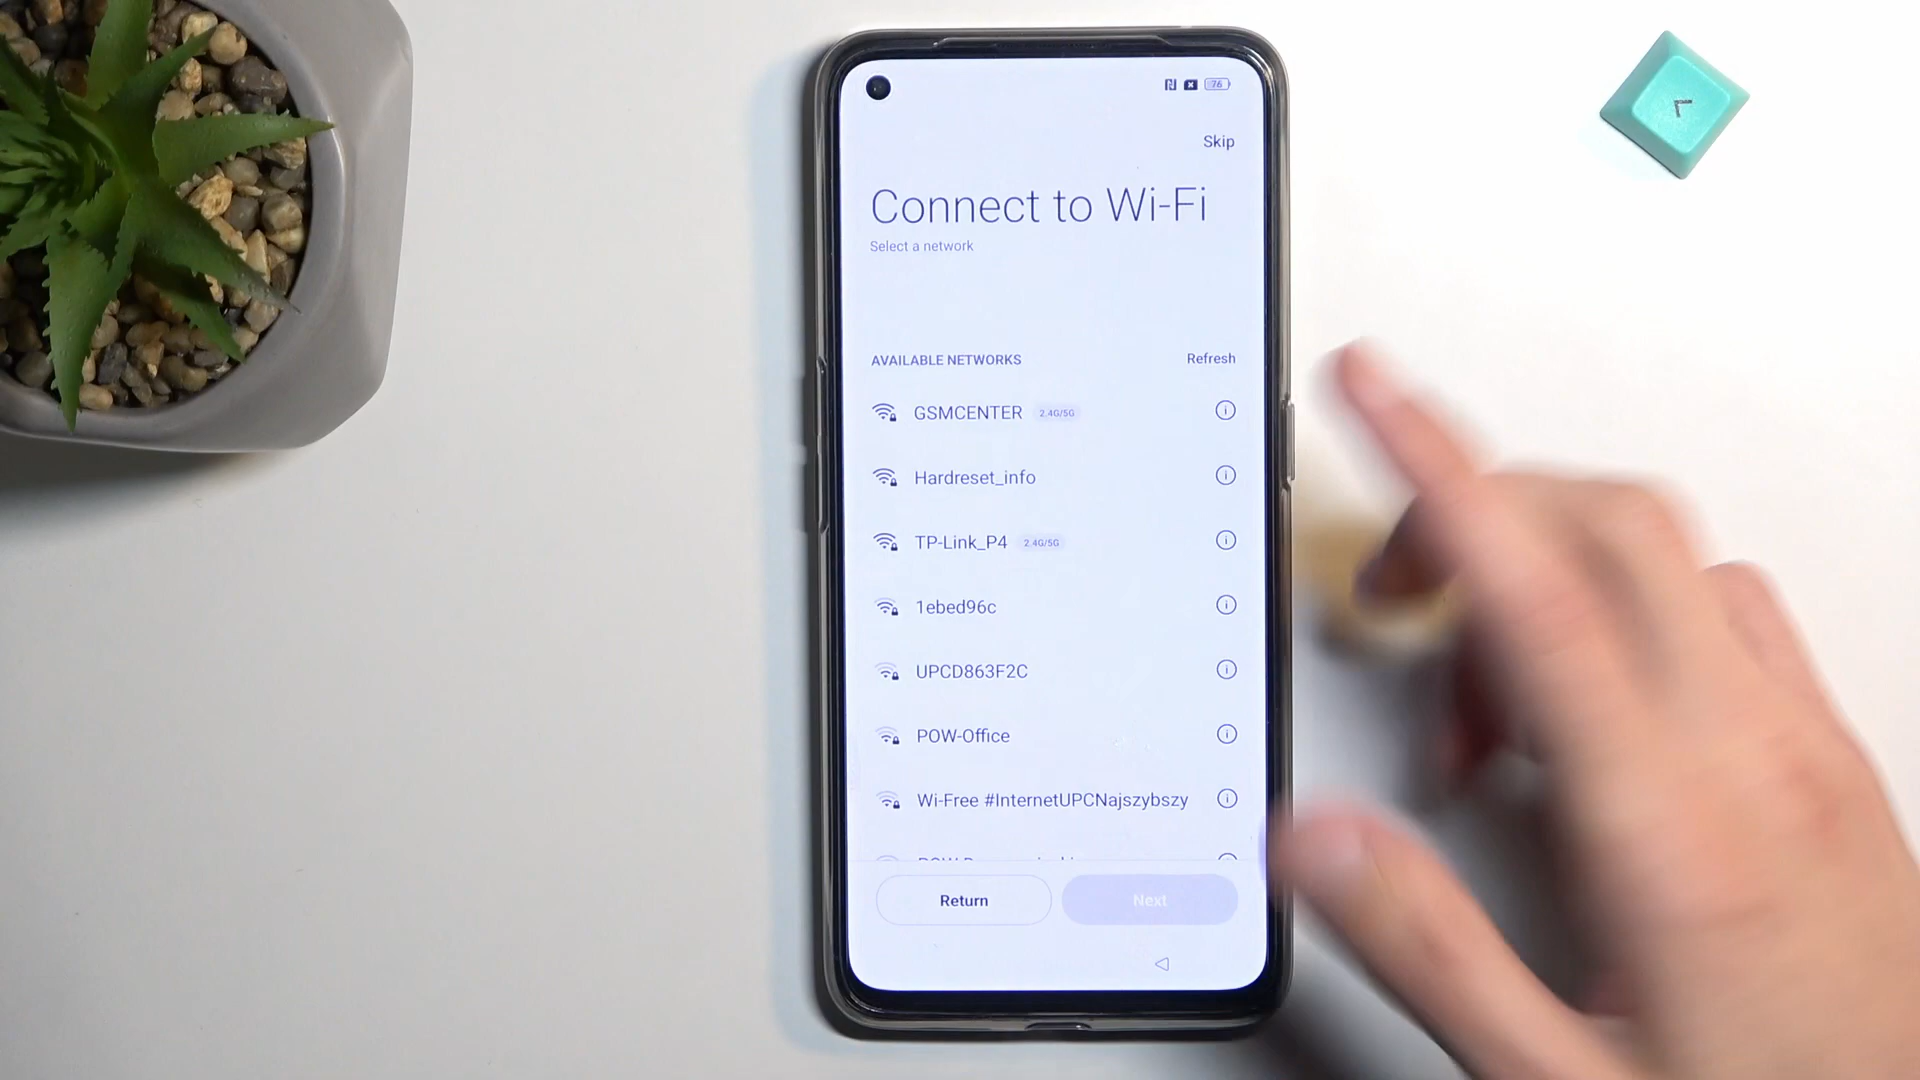 76
Skip
Connect to Wi-Fi
Select a network
AVAILABLE NETWORKS Refresh
GSMCENTER 2.4G/5G
Hardreset_info
TP-Link_P4 2.4G/5G
1ebed96c
UPCD863F2C
POW-Office
Wi-Free #InternetUPCNajszybszy
Return Next